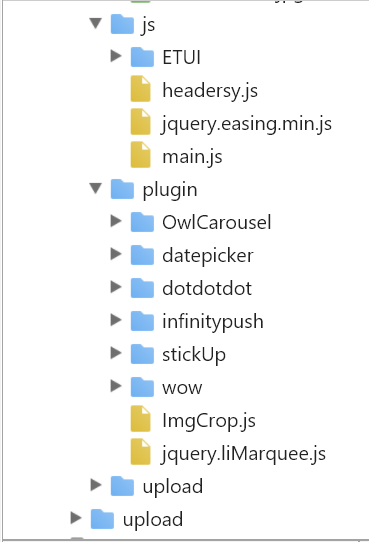 js
ETUI
headersy.js
jquery.easing.min.js
main.js
plugin
OwlCarousel
datepicker
dotdotdot
infinitypush
stickUp
wow
ImgCrop.js
jquery.liMarquee.js
upload
upload